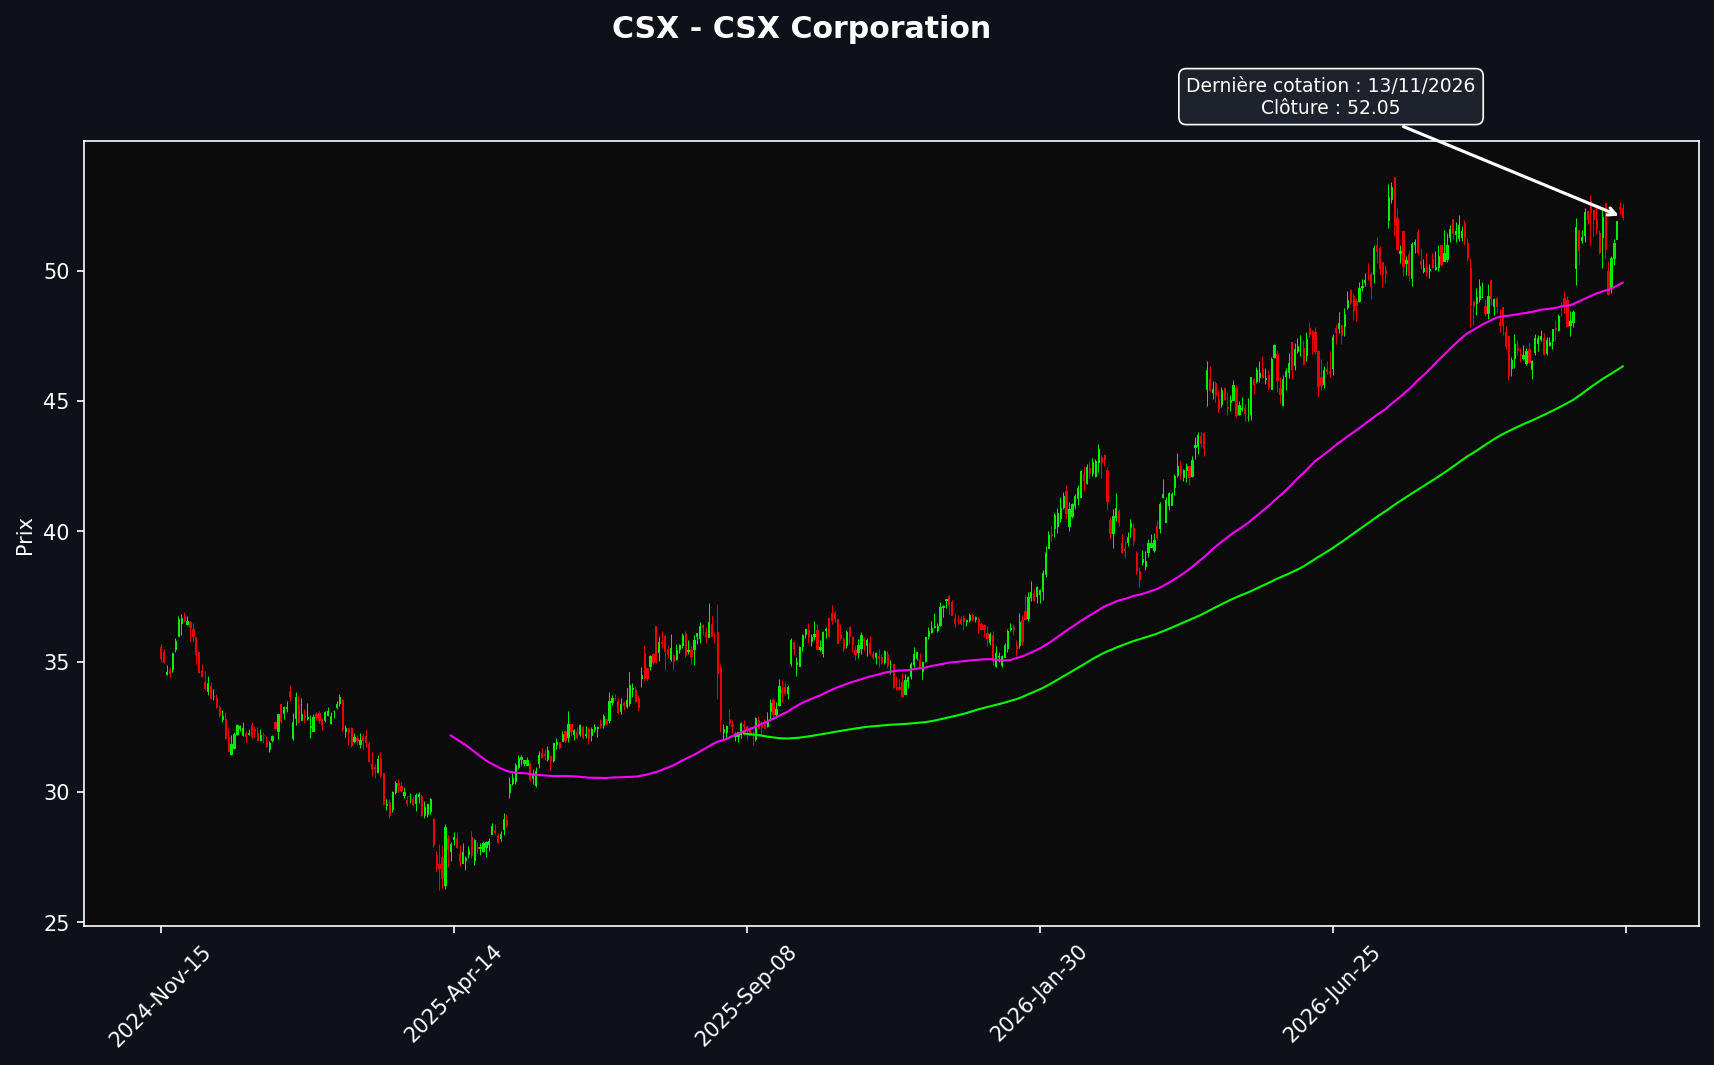 CSX - CSX Corporation
Dernière cotation : 13/11/2026
Clôture : 52.05
Prix
50
45
40
35
30
25
2024-Nov-15
2025-Apr-14
2025-Sep-08
2026-Jan-30
2026-Jun-25